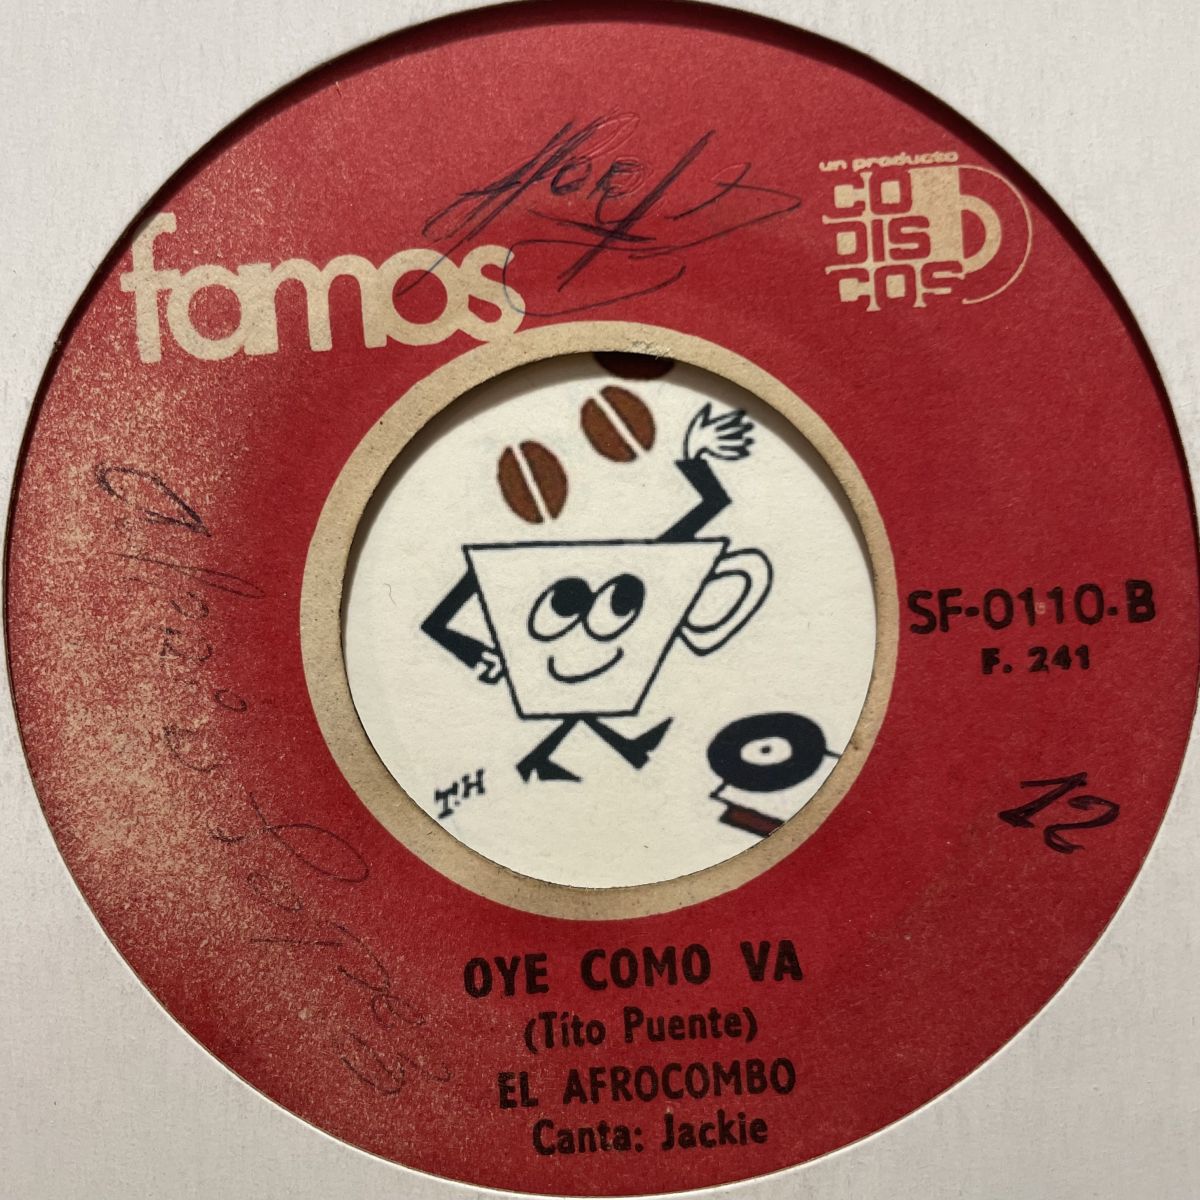 un producto
CO
DIS
COS
famos
SF-0110-B
F. 241
12
T.H
OYE COMO VA
(Tito Puente)
EL AFROCOMBO
Canta: Jackie